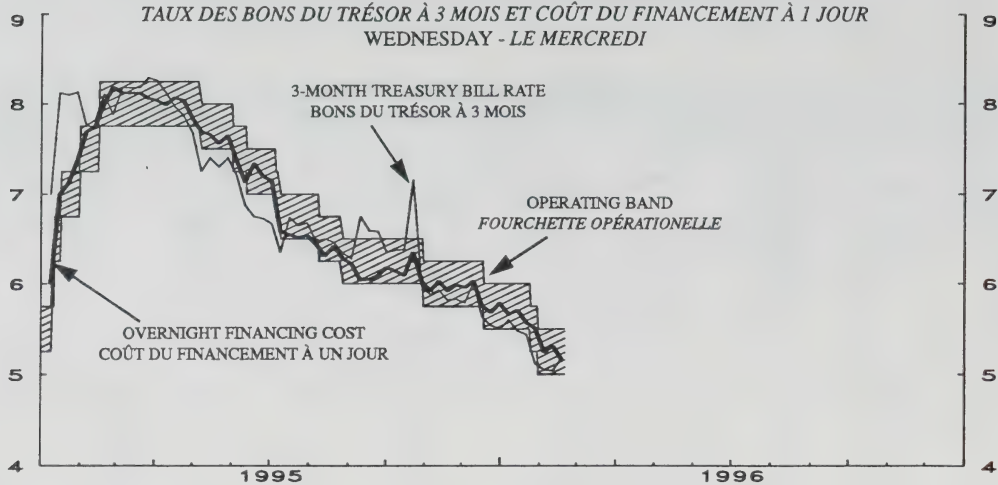 TAUX DES BONS DU TRÉSOR À 3 MOIS ET COÛT DU FINANCEMENT À 1 JOUR
WEDNESDAY - LE MERCREDI
9 9
3-MONTH TREASURY BILL RATE
BONS DU TRÉSOR À 3 MOIS
8 8
7 7
OPERATING BAND
FOURCHETTE OPÉRATIONELLE
6 6
OVERNIGHT FINANCING COST
COÛT DU FINANCEMENT À UN JOUR
5 5
4 4
1995 1996